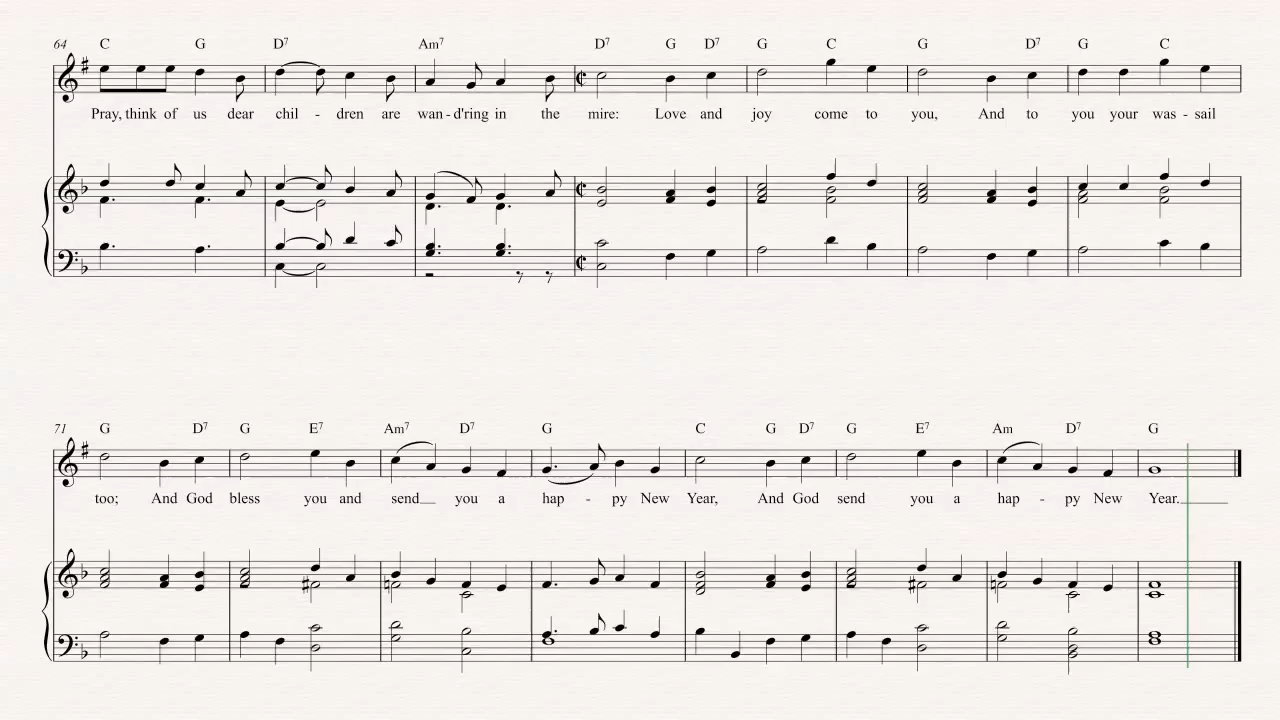 64 C G D7 Am7 D7 G D7 G C G D7 G C
Pray, think of us dear chil - dren are wan - d'ring in the mire: Love and joy come to you, And to you your was - sail
71 G D7 G E7 Am7 D7 G C G D7 G E7 Am D7 G
too; And God bless you and send you a hap - py New Year, And God send you a hap - py New Year.